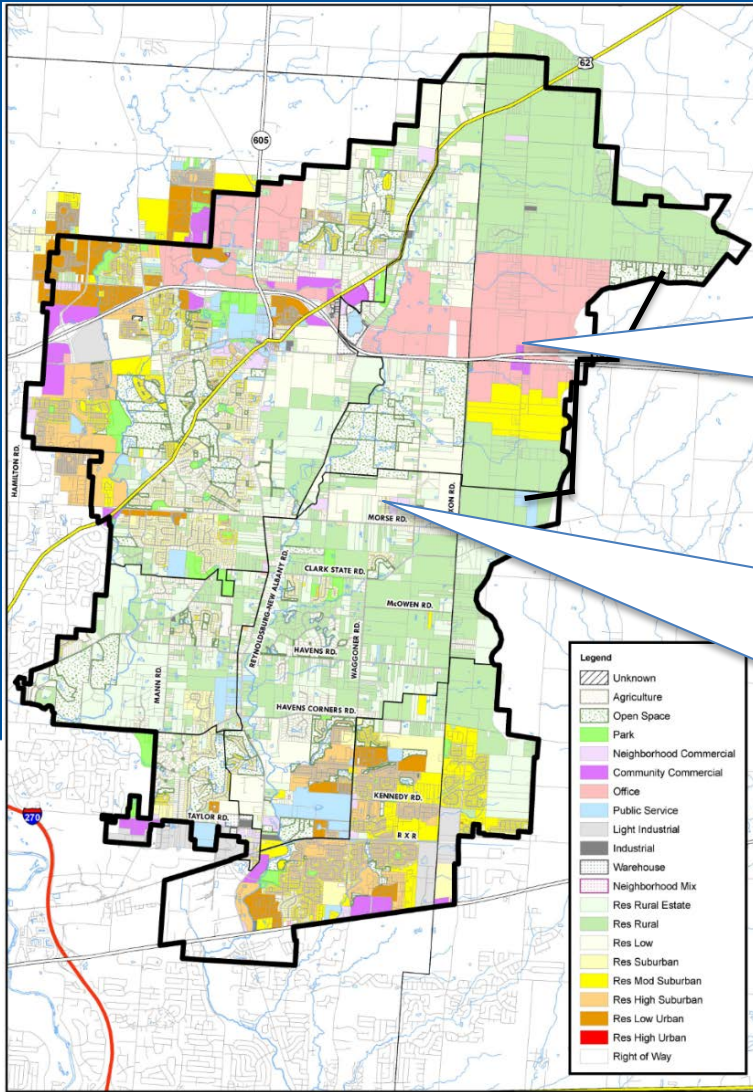 62
605
HAMILTON RD.
XON RD.
MORSE RD.
REYNOLDSBURG-NEW ALBANY RD.
CLARK STATE RD.
McOWEN RD.
HAVENS RD.
WAGGONER RD.
MANN RD.
HAVENS CORNERS RD.
KENNEDY RD.
TAYLOR RD.
R X R
270
Legend
Unknown
Agriculture
Open Space
Park
Neighborhood Commercial
Community Commercial
Office
Public Service
Light Industrial
Industrial
Warehouse
Neighborhood Mix
Res Rural Estate
Res Rural
Res Low
Res Suburban
Res Mod Suburban
Res High Suburban
Res Low Urban
Res High Urban
Right of Way